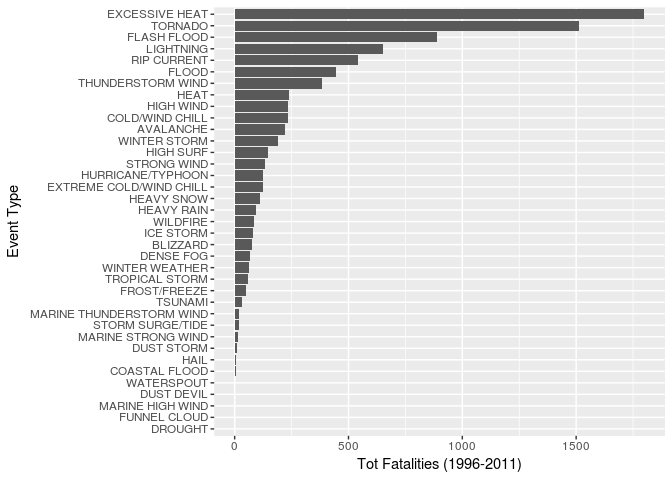 EXCESSIVE HEAT
TORNADO
FLASH FLOOD
LIGHTNING
RIP CURRENT
FLOOD
THUNDERSTORM WIND
HEAT
HIGH WIND
COLD/WIND CHILL
AVALANCHE
WINTER STORM
HIGH SURF
STRONG WIND
HURRICANE/TYPHOON
EXTREME COLD/WIND CHILL
HEAVY SNOW
HEAVY RAIN
WILDFIRE
ICE STORM
BLIZZARD
DENSE FOG
WINTER WEATHER
TROPICAL STORM
FROST/FREEZE
TSUNAMI
MARINE THUNDERSTORM WIND
STORM SURGE/TIDE
MARINE STRONG WIND
DUST STORM
HAIL
COASTAL FLOOD
WATERSPOUT
DUST DEVIL
MARINE HIGH WIND
FUNNEL CLOUD
DROUGHT
Event Type
0 500 1000 1500
Tot Fatalities (1996-2011)